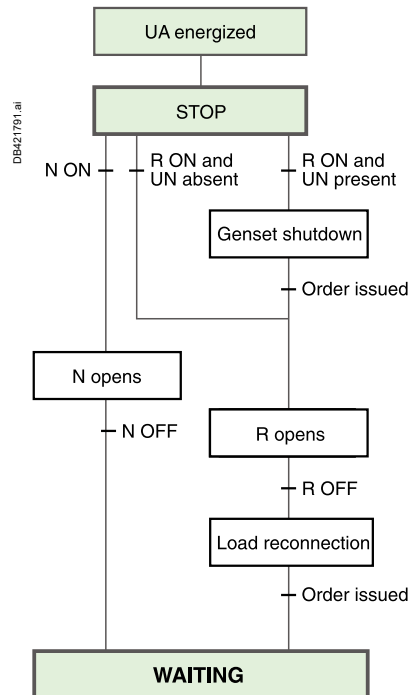 UA energized
DB421791.ai
STOP
N ON
R ON and
UN absent
R ON and
UN present
Genset shutdown
Order issued
N opens
N OFF
R opens
R OFF
Load reconnection
Order issued
WAITING